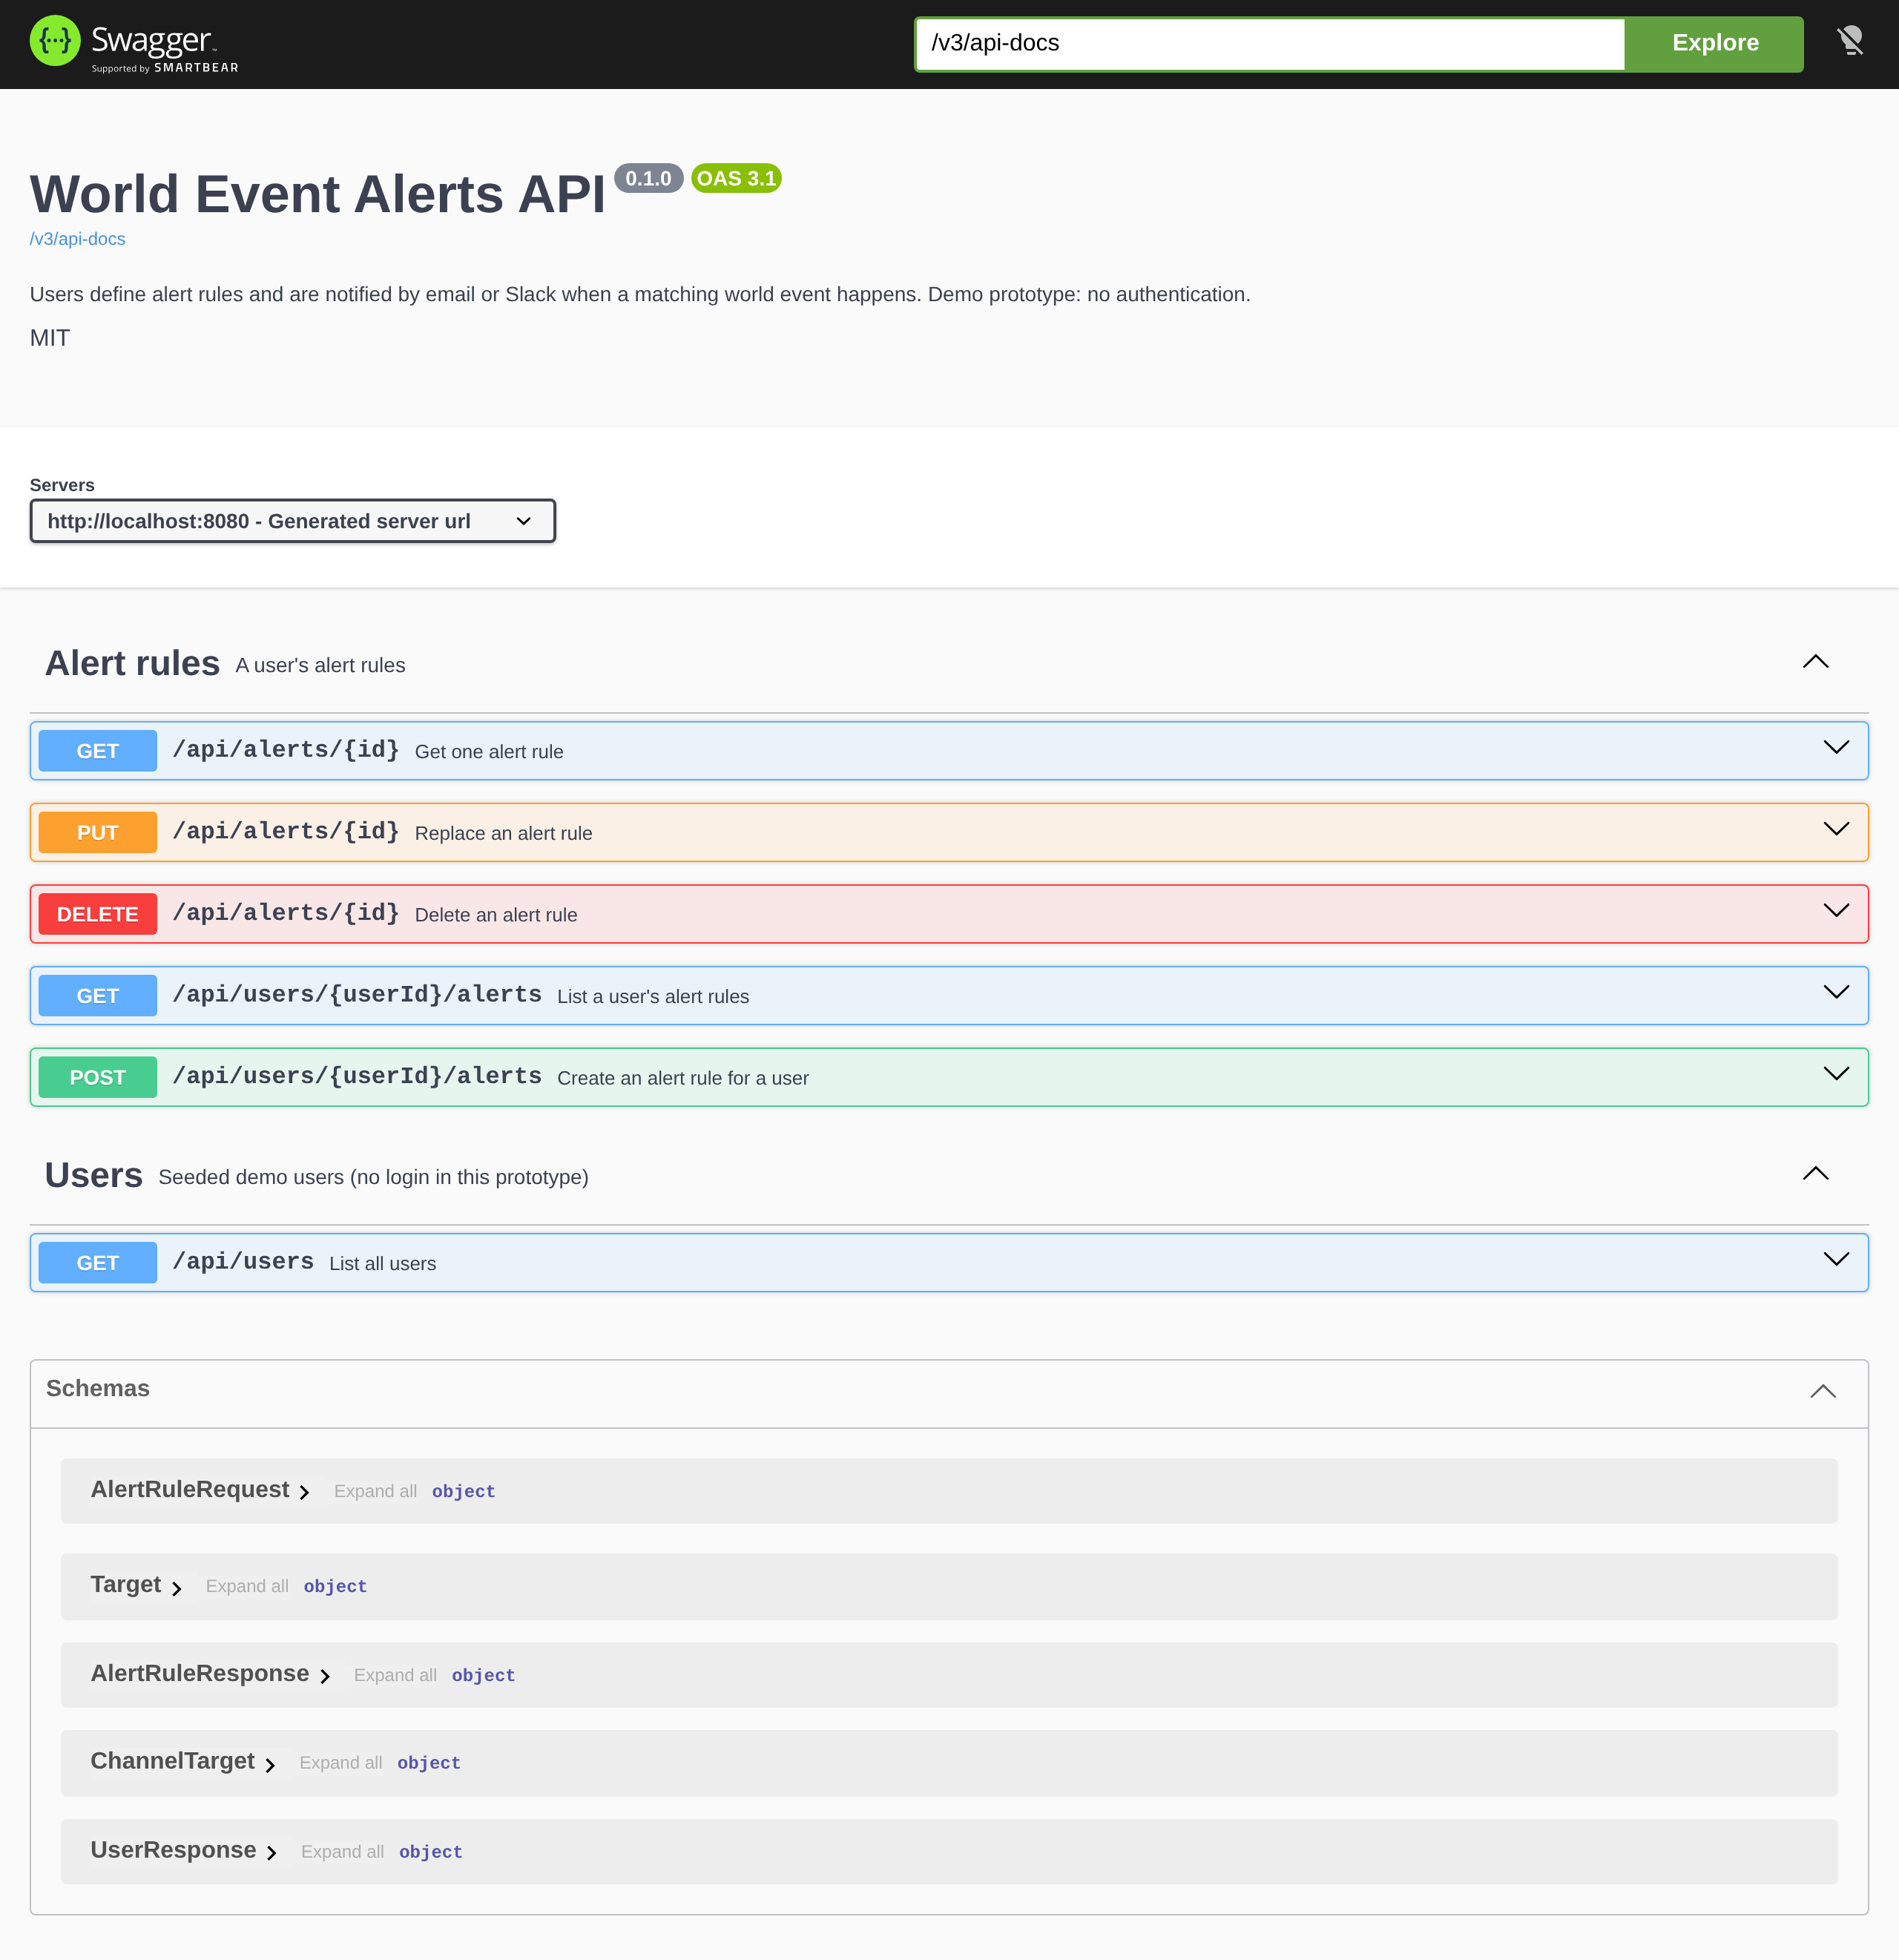 Swagger
Supported by SMARTBEAR
/v3/api-docs
Explore
World Event Alerts API 0.1.0 OAS 3.1
/v3/api-docs
Users define alert rules and are notified by email or Slack when a matching world event happens. Demo prototype: no authentication.
MIT
Servers
http://localhost:8080 - Generated server url
Alert rules A user's alert rules
GET /api/alerts/{id} Get one alert rule
PUT /api/alerts/{id} Replace an alert rule
DELETE /api/alerts/{id} Delete an alert rule
GET /api/users/{userId}/alerts List a user's alert rules
POST /api/users/{userId}/alerts Create an alert rule for a user
Users Seeded demo users (no login in this prototype)
GET /api/users List all users
Schemas
AlertRuleRequest Expand all object
Target Expand all object
AlertRuleResponse Expand all object
ChannelTarget Expand all object
UserResponse Expand all object